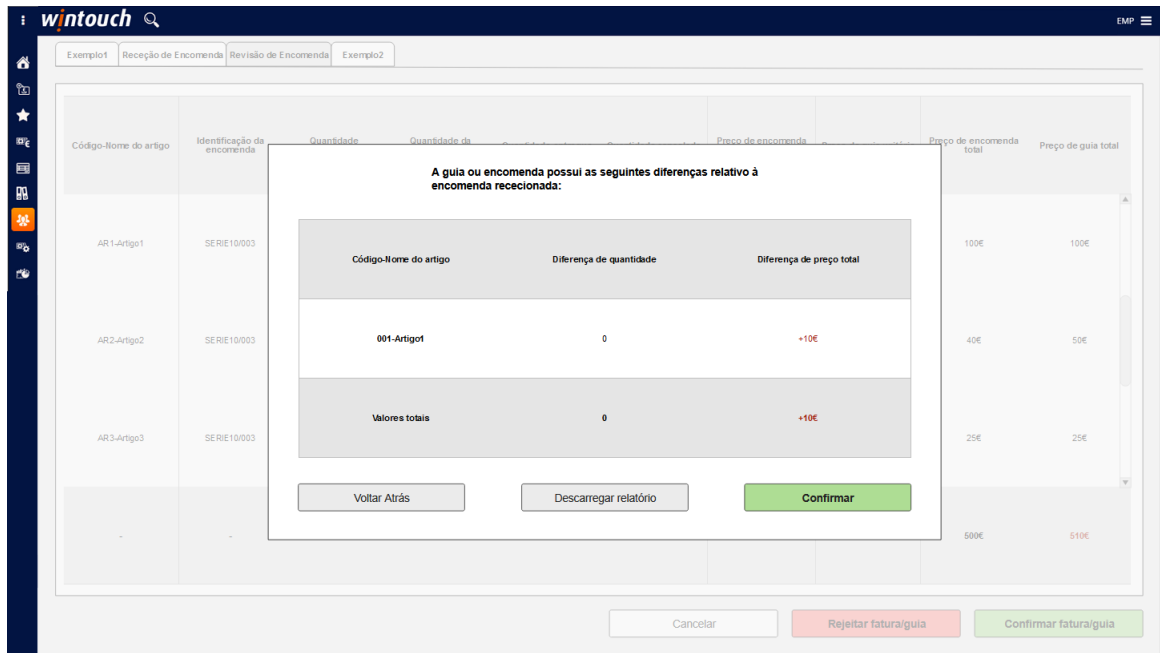 wintouch
EMP
Exemplo1
Receção de Encomenda
Revisão de Encomenda
Exemplo2
Código-Nome do artigo
Identificação da
encomenda
Quantidade
Quantidade da
Preço de encomenda
Preço de encomenda
total
Preço de guia total
A guia ou encomenda possui as seguintes diferenças relativo à
encomenda rececionada:
Código-Nome do artigo
Diferença de quantidade
Diferença de preço total
001-Artigo1
0
+10€
Valores totais
0
+10€
Voltar Atrás
Descarregar relatório
Confirmar
AR1-Artigo1
SERIE10/003
100€
100€
AR2-Artigo2
SERIE10/003
40€
50€
AR3-Artigo3
SERIE10/003
25€
25€
-
-
500€
510€
Cancelar
Rejeitar fatura/guia
Confirmar fatura/guia